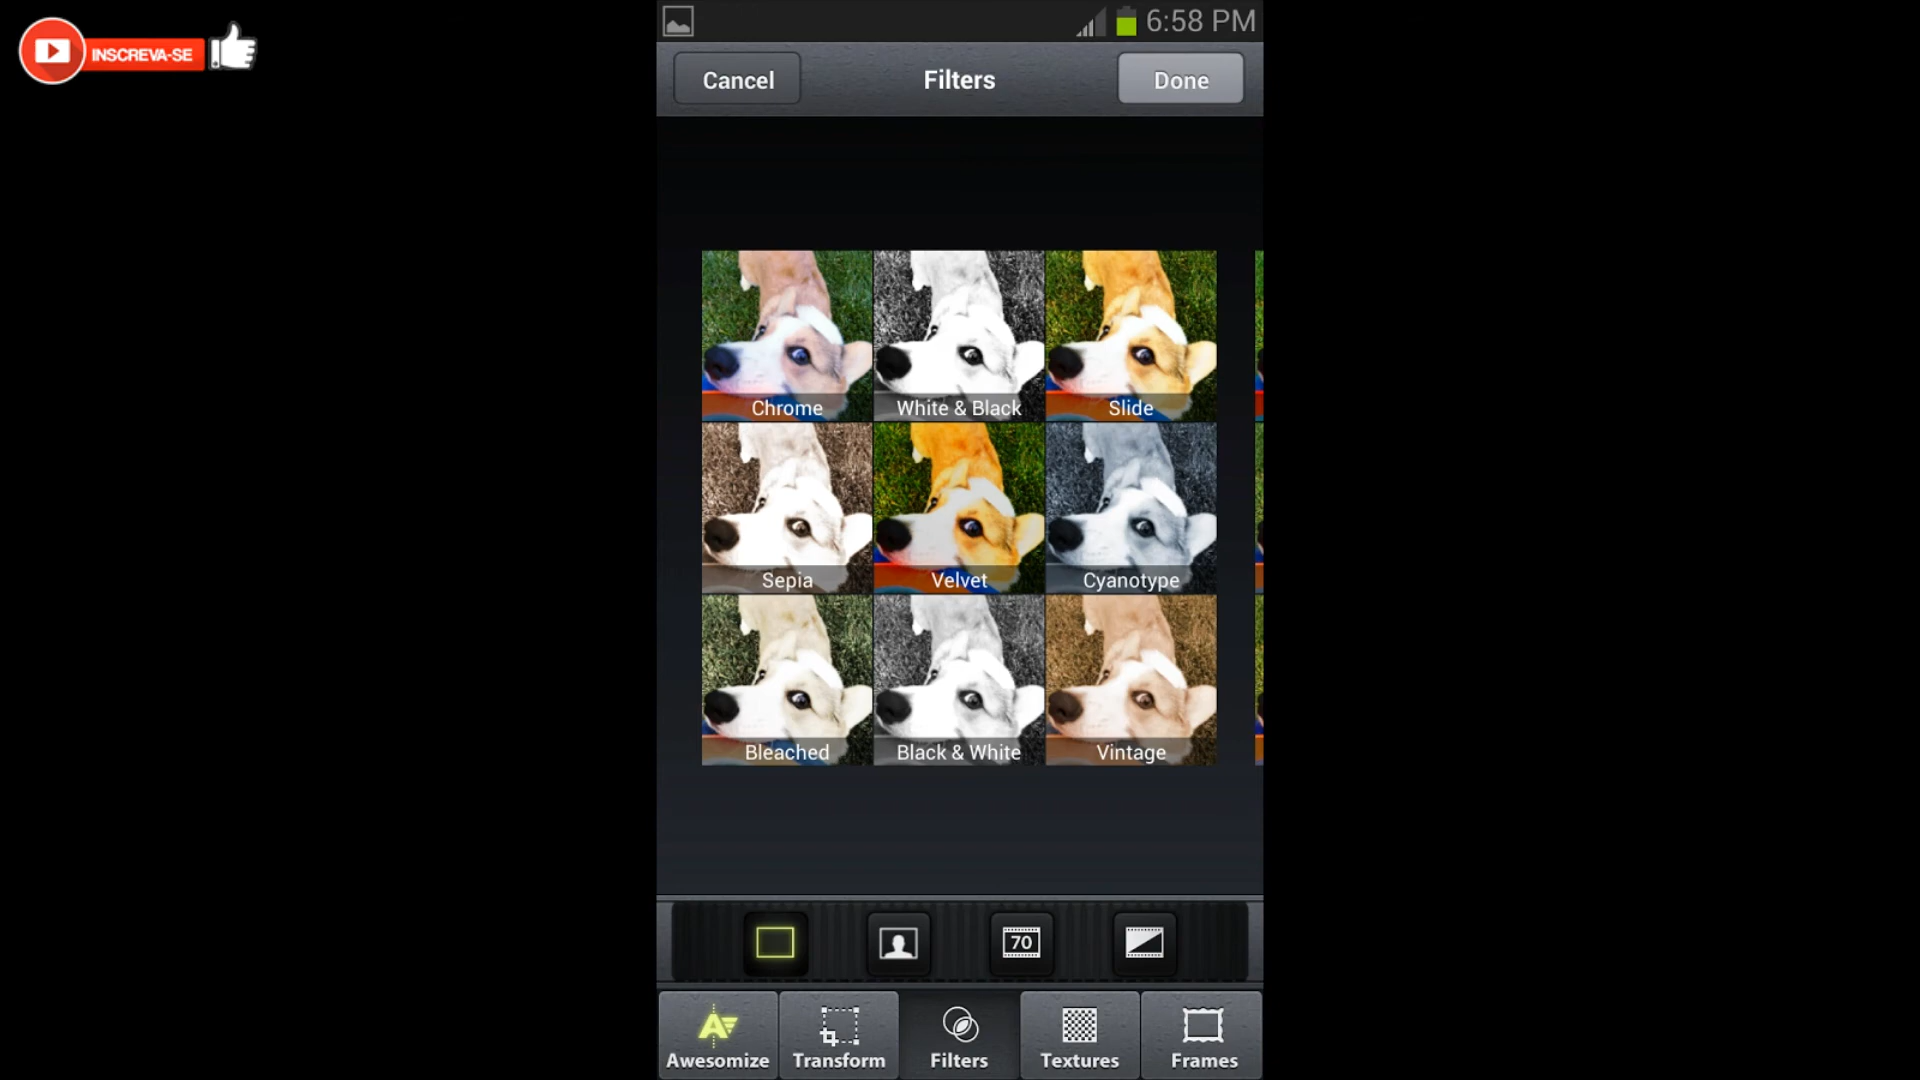 INSCREVA-SE
6:58 PM
Cancel
Filters
Done
Chrome
White & Black
Slide
Sepia
Velvet
Cyanotype
Bleached
Black & White
Vintage
70
Awesomize
Transform
Filters
Textures
Frames